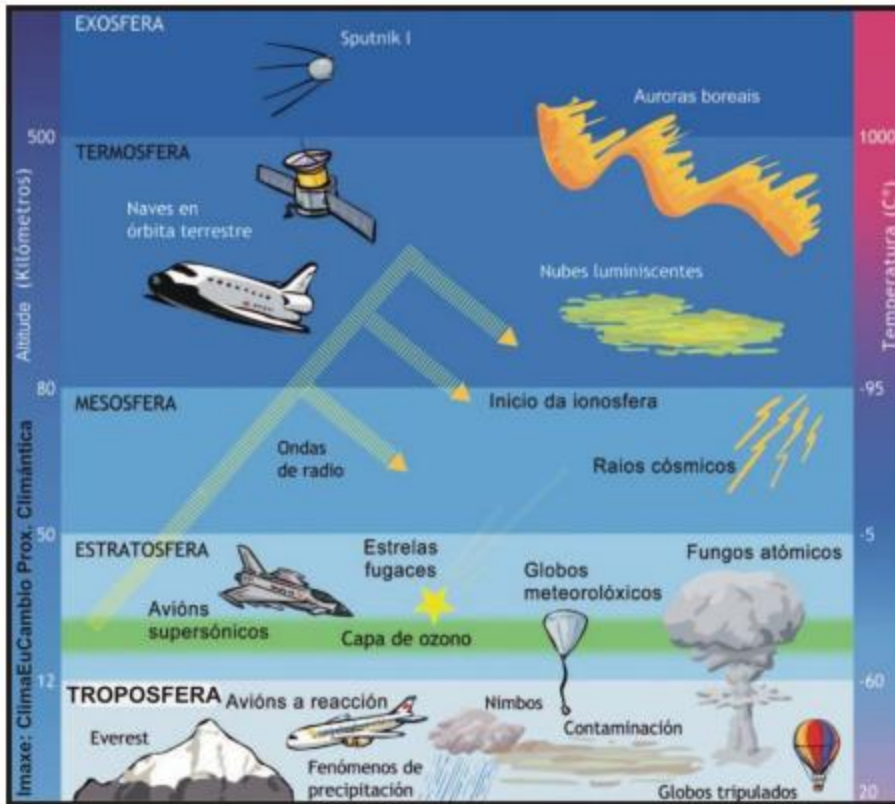 EXOSFERA
Sputnik I
Auroras boreais
500
1000
TERMOSFERA
Naves en
órbita terrestre
Nubes luminiscentes
Altitude (Kilómetros)
Temperatura (Cº)
80
-95
MESOSFERA
Inicio da ionosfera
Ondas
de radio
Raios cósmicos
50
-5
ESTRATOSFERA
Estrelas
fugaces
Fungos atómicos
Globos
meteorolóxicos
Avións
supersónicos
Capa de ozono
12
-60
TROPOSFERA
Avións a reacción
Nimbos
Everest
Contaminación
Fenómenos de
precipitación
Globos tripulados
20
Imaxe: ClimaEuCambio Prox. Climántica